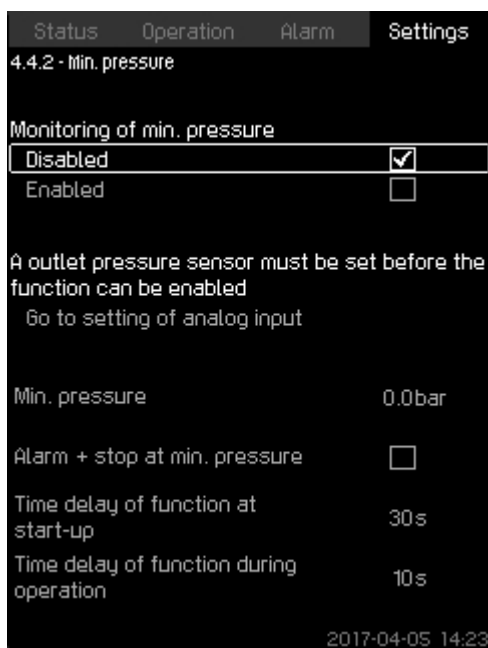 Status Operation Alarm Settings
4.4.2 - Min. pressure
Monitoring of min. pressure
Disabled
Enabled
A outlet pressure sensor must be set before the
function can be enabled
Go to setting of analog input
Min. pressure 0.0bar
Alarm + stop at min. pressure
Time delay of function at
start-up 30s
Time delay of function during
operation 10s
2017-04-05 14:23